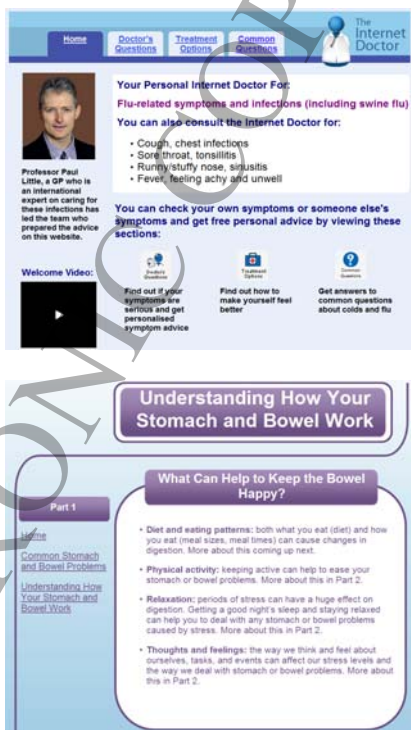 The
Internet
Doctor
Home
Doctor's
Questions
Treatment
Options
Common
Questions
Your Personal Internet Doctor For:
Flu-related symptoms and infections (including swine flu)
You can also consult the Internet Doctor for:
• Cough, chest infections
• Sore throat, tonsillitis
• Runny/stuffy nose, sinusitis
• Fever, feeling achy and unwell
Professor Paul
Little, a GP who is
an international
expert on caring for
these infections has
led the team who
prepared the advice
on this website.
You can check your own symptoms or someone else's
symptoms and get free personal advice by viewing these
sections:
Welcome Video:
Doctor's
Questions
Find out if your
symptoms are
serious and get
personalised
symptom advice
Treatment
Options
Find out how to
make yourself feel
better
Common
Questions
Get answers to
common questions
about colds and flu
Understanding How Your
Stomach and Bowel Work
Part 1
Home
Common Stomach
and Bowel Problems
Understanding How
Your Stomach and
Bowel Work
What Can Help to Keep the Bowel
Happy?
• Diet and eating patterns: both what you eat (diet) and how
you eat (meal sizes, meal times) can cause changes in
digestion. More about this coming up next.
• Physical activity: keeping active can help to ease your
stomach or bowel problems. More about this in Part 2.
• Relaxation: periods of stress can have a huge effect on
digestion. Getting a good night's sleep and staying relaxed
can help you to deal with any stomach or bowel problems
caused by stress. More about this in Part 2.
• Thoughts and feelings: the way we think and feel about
ourselves, tasks, and events can affect our stress levels and
the way we deal with stomach or bowel problems. More about
this in Part 2.